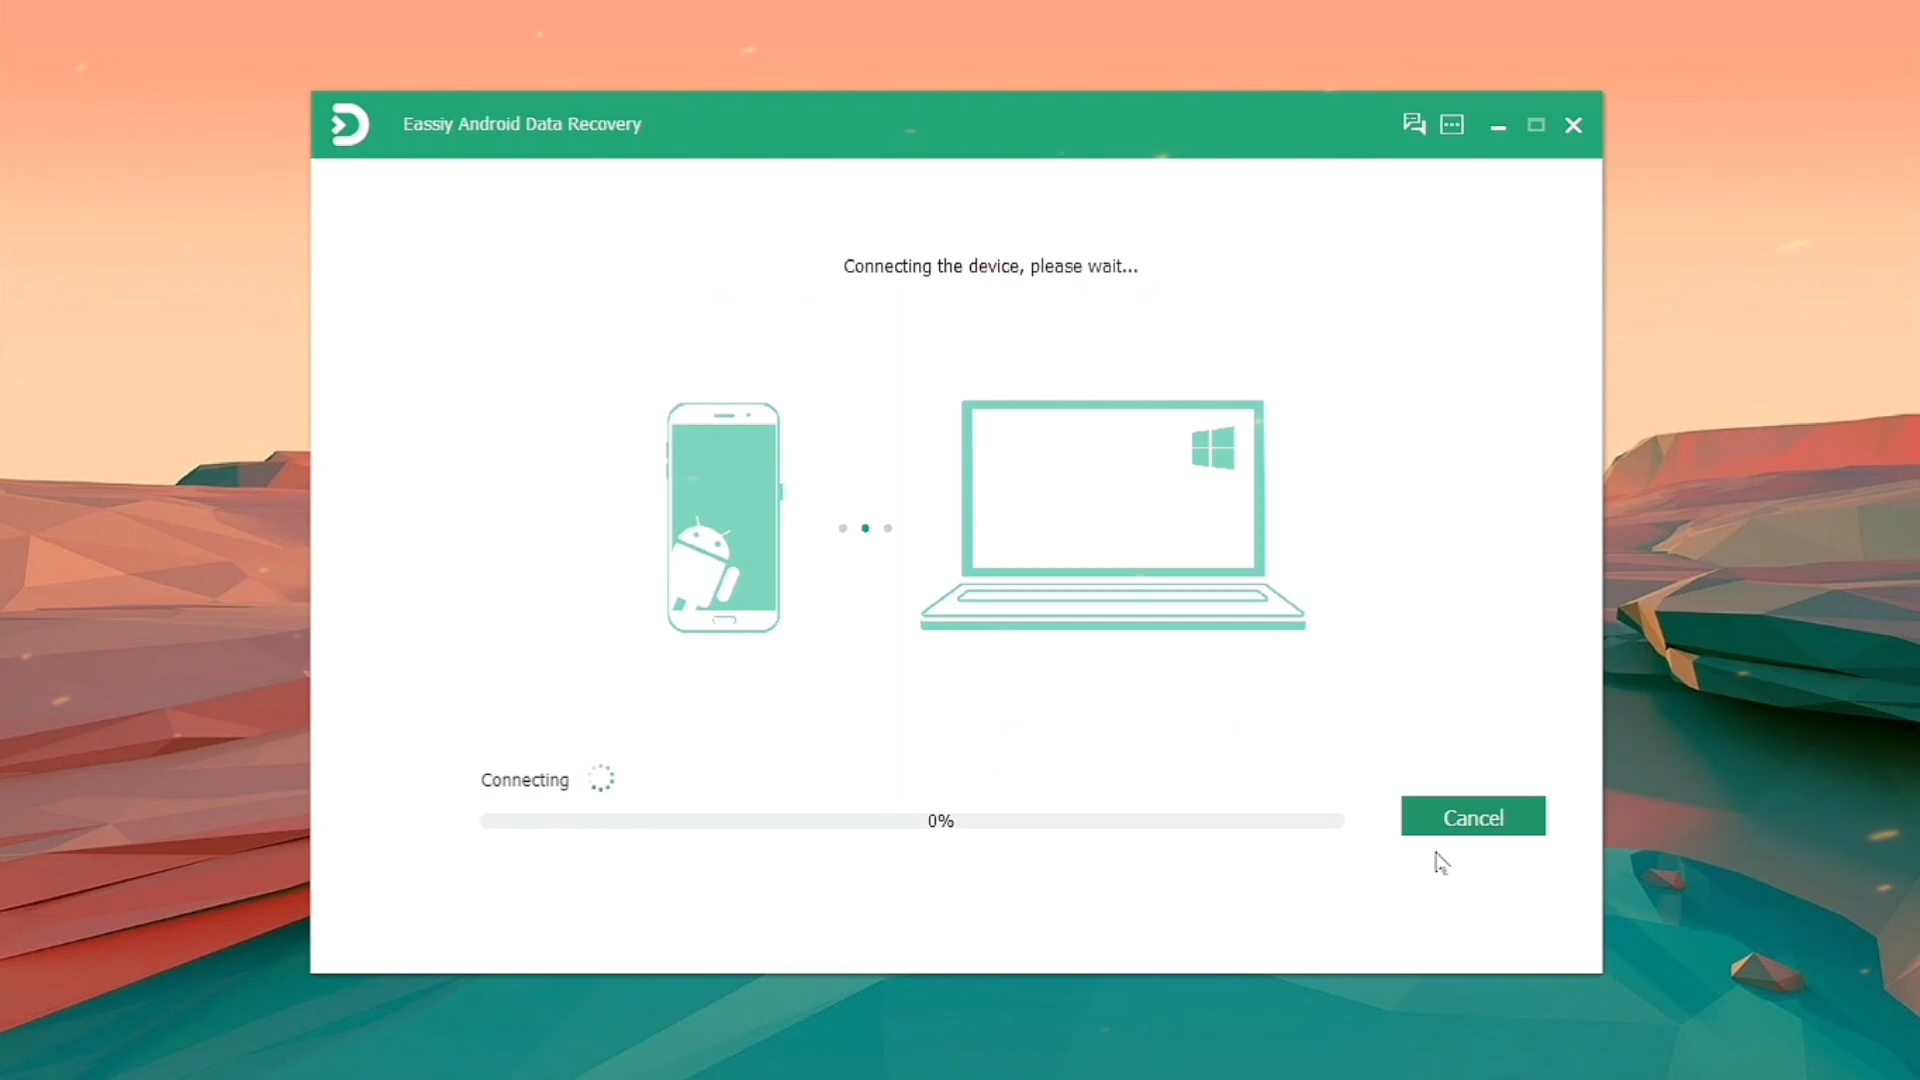 Eassiy Android Data Recovery
Connecting the device, please wait...
Connecting
0%
Cancel